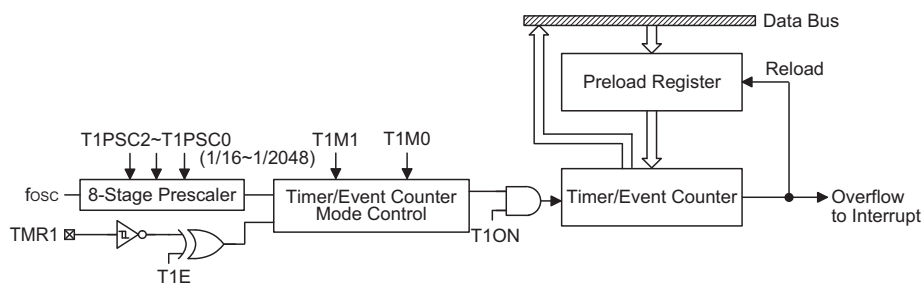 Data Bus
Preload Register
Reload
T1PSC2~T1PSC0
(1/16~1/2048)
T1M1
T1M0
fosc
8-Stage Prescaler
Timer/Event Counter
Mode Control
Timer/Event Counter
Overflow
to Interrupt
TMR1
T1ON
T1E